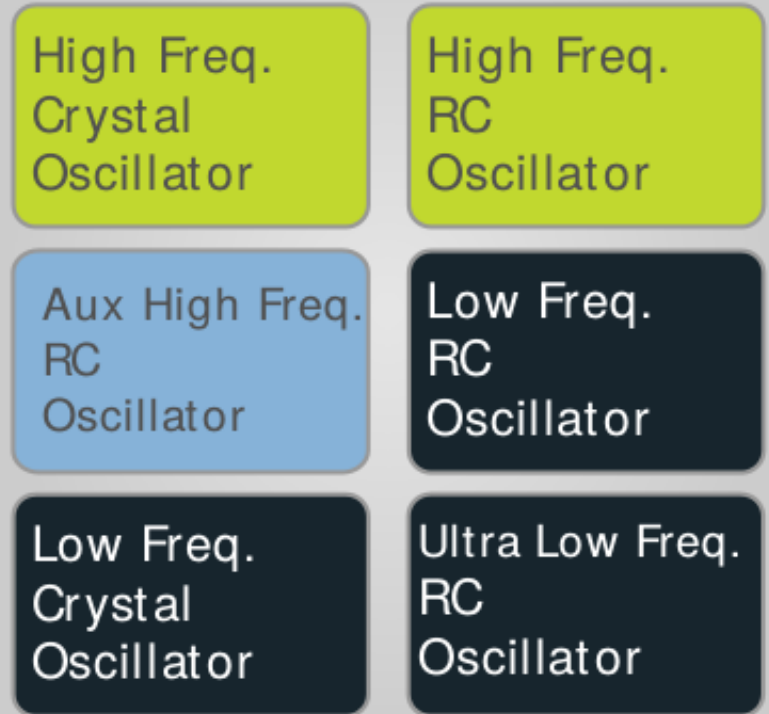 High Freq.
Crystal
Oscillator
High Freq.
RC
Oscillator
Aux High Freq.
RC
Oscillator
Low Freq.
RC
Oscillator
Low Freq.
Crystal
Oscillator
Ultra Low Freq.
RC
Oscillator